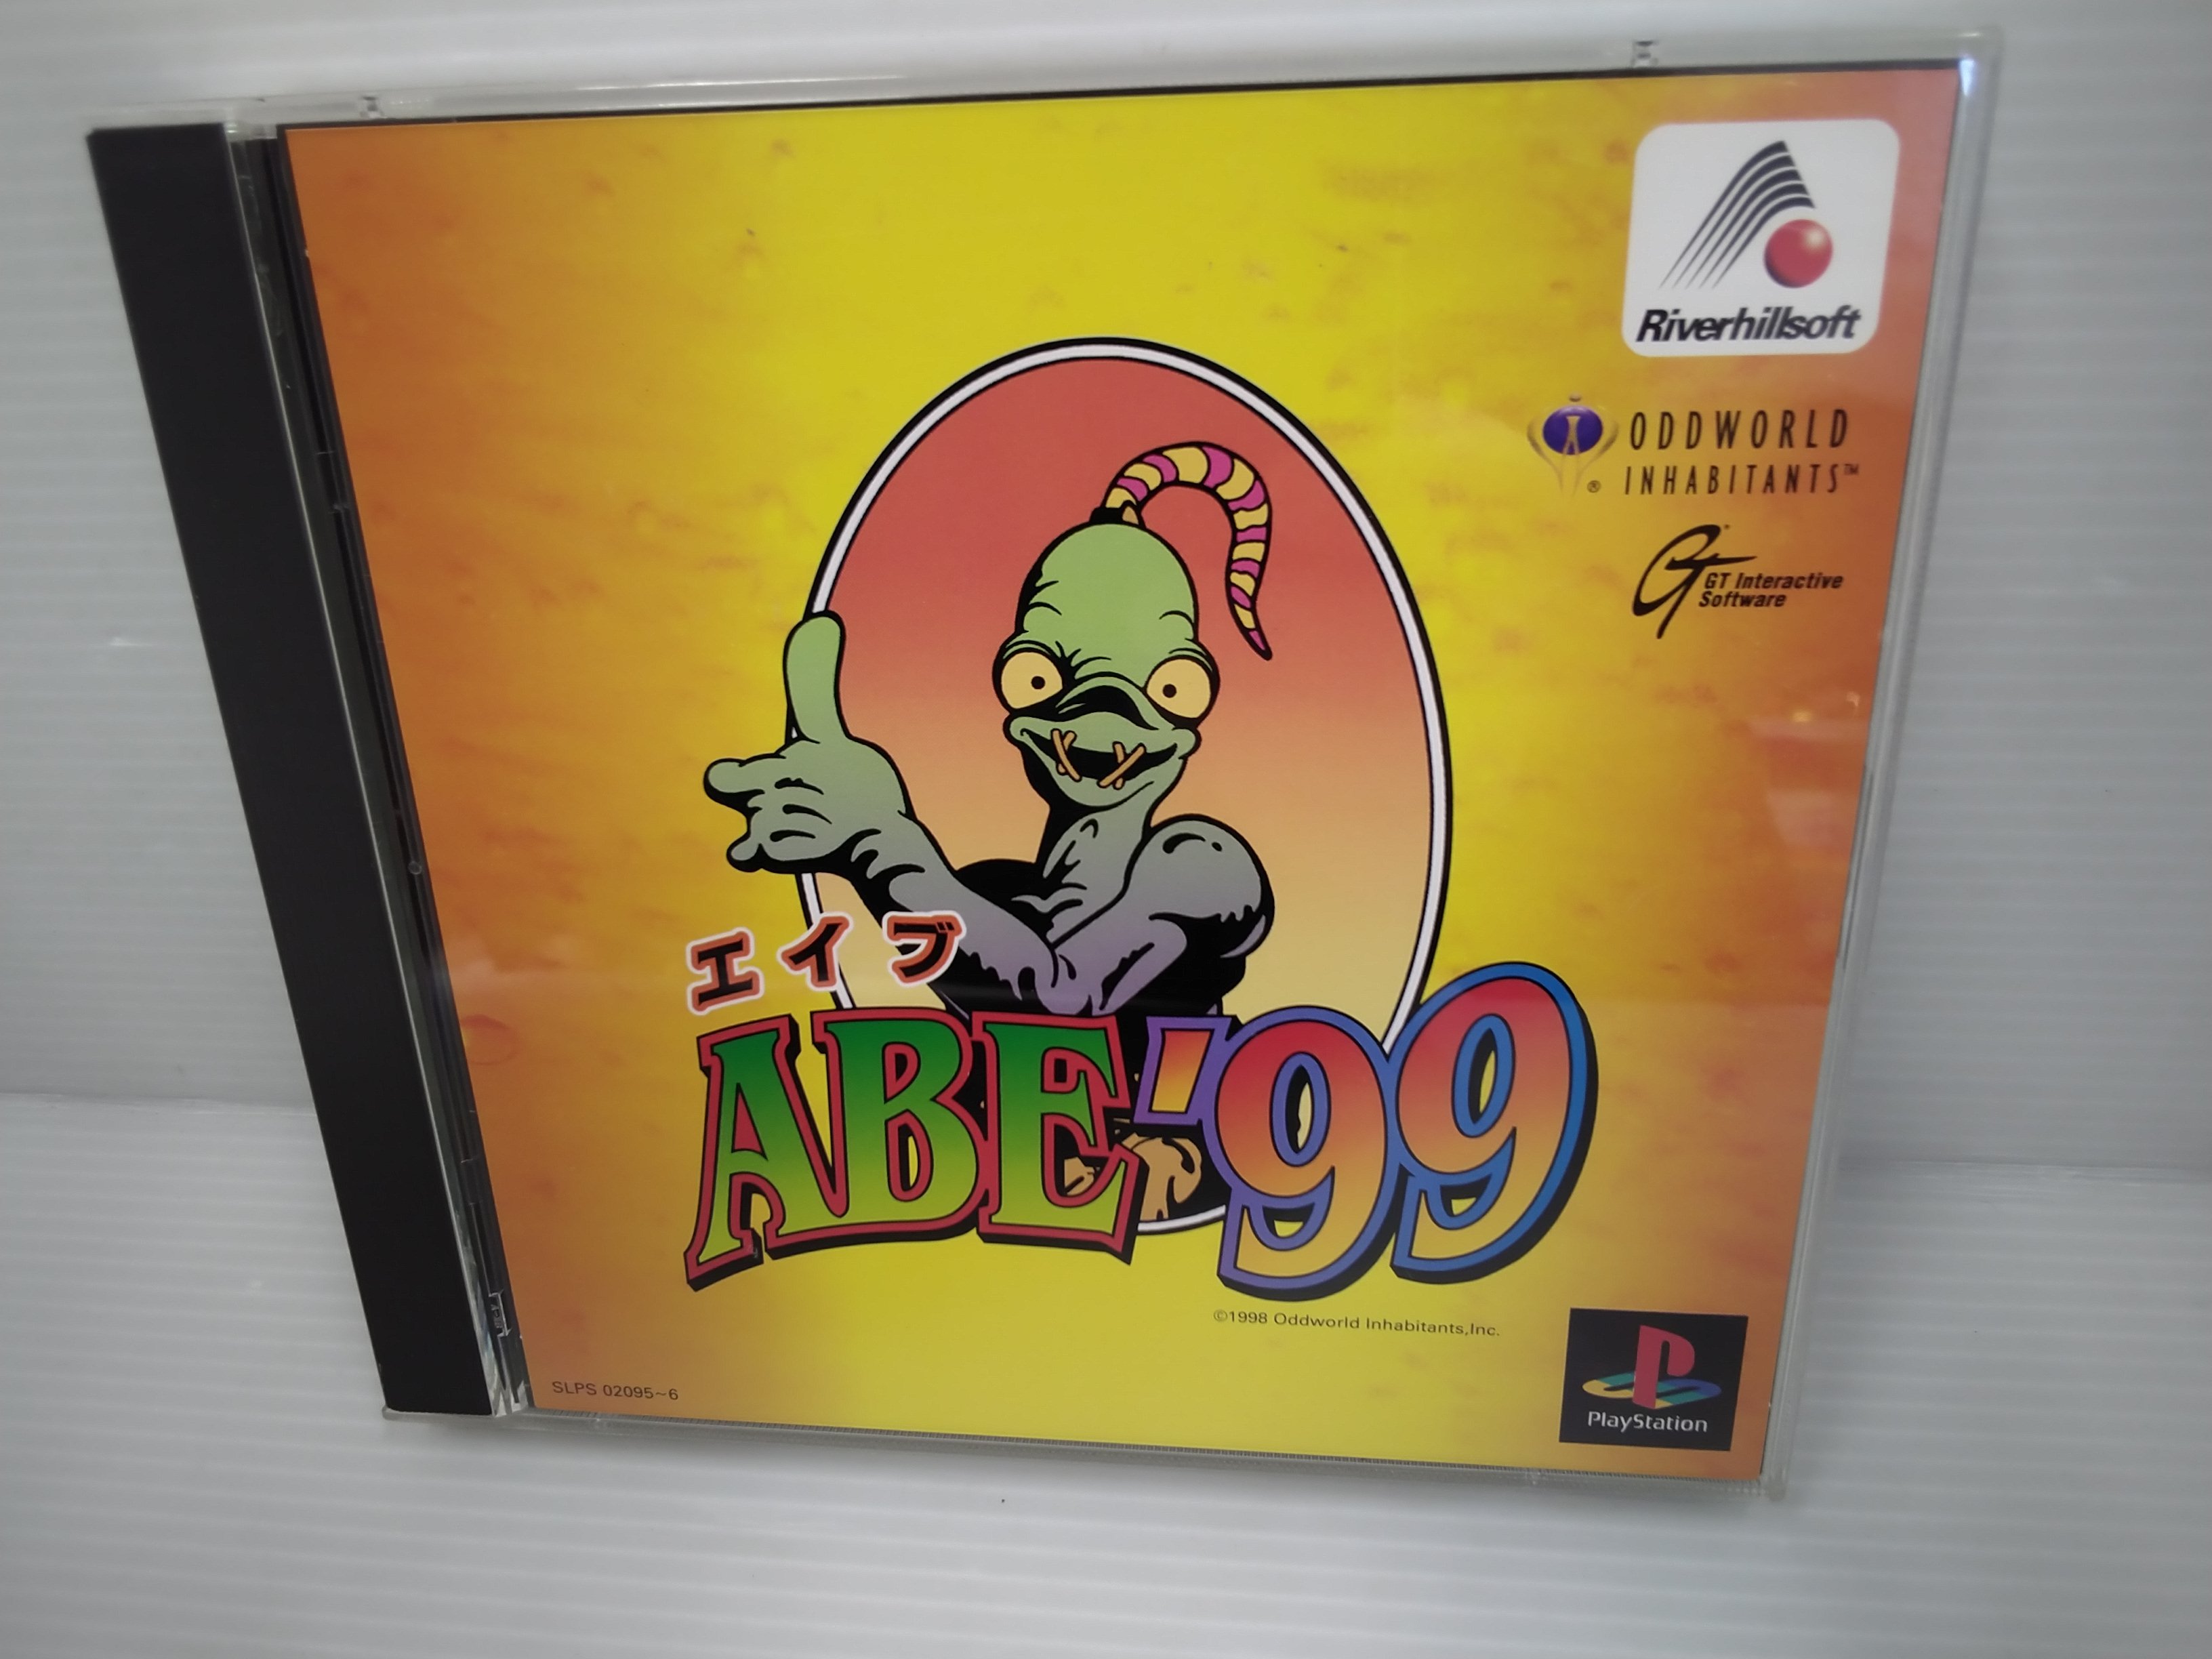 Riverhillsoft
ODDWORLD
INHABITANTS™
®
GT Interactive
Software
エイブ
ABE'99
©1998 Oddworld Inhabitants,Inc.
SLPS 02095~6
PlayStation